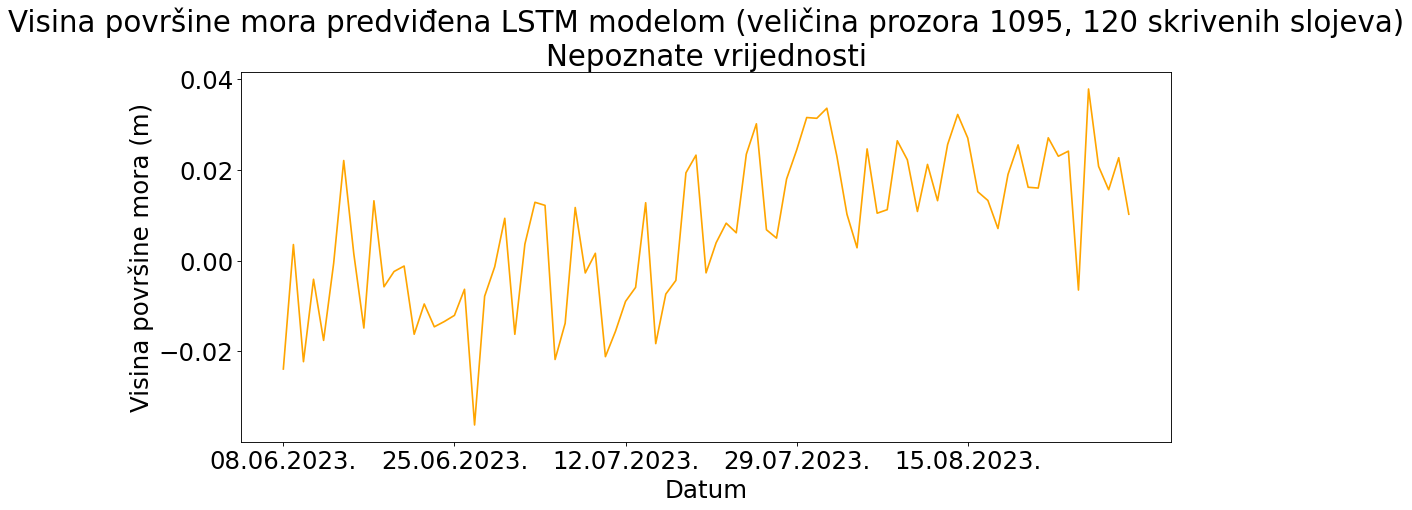 Visina površine mora predviđena LSTM modelom (veličina prozora 1095, 120 skrivenih slojeva)
Nepoznate vrijednosti
Visina površine mora (m)
0.04
0.02
0.00
−0.02
08.06.2023.
25.06.2023.
12.07.2023.
29.07.2023.
15.08.2023.
Datum